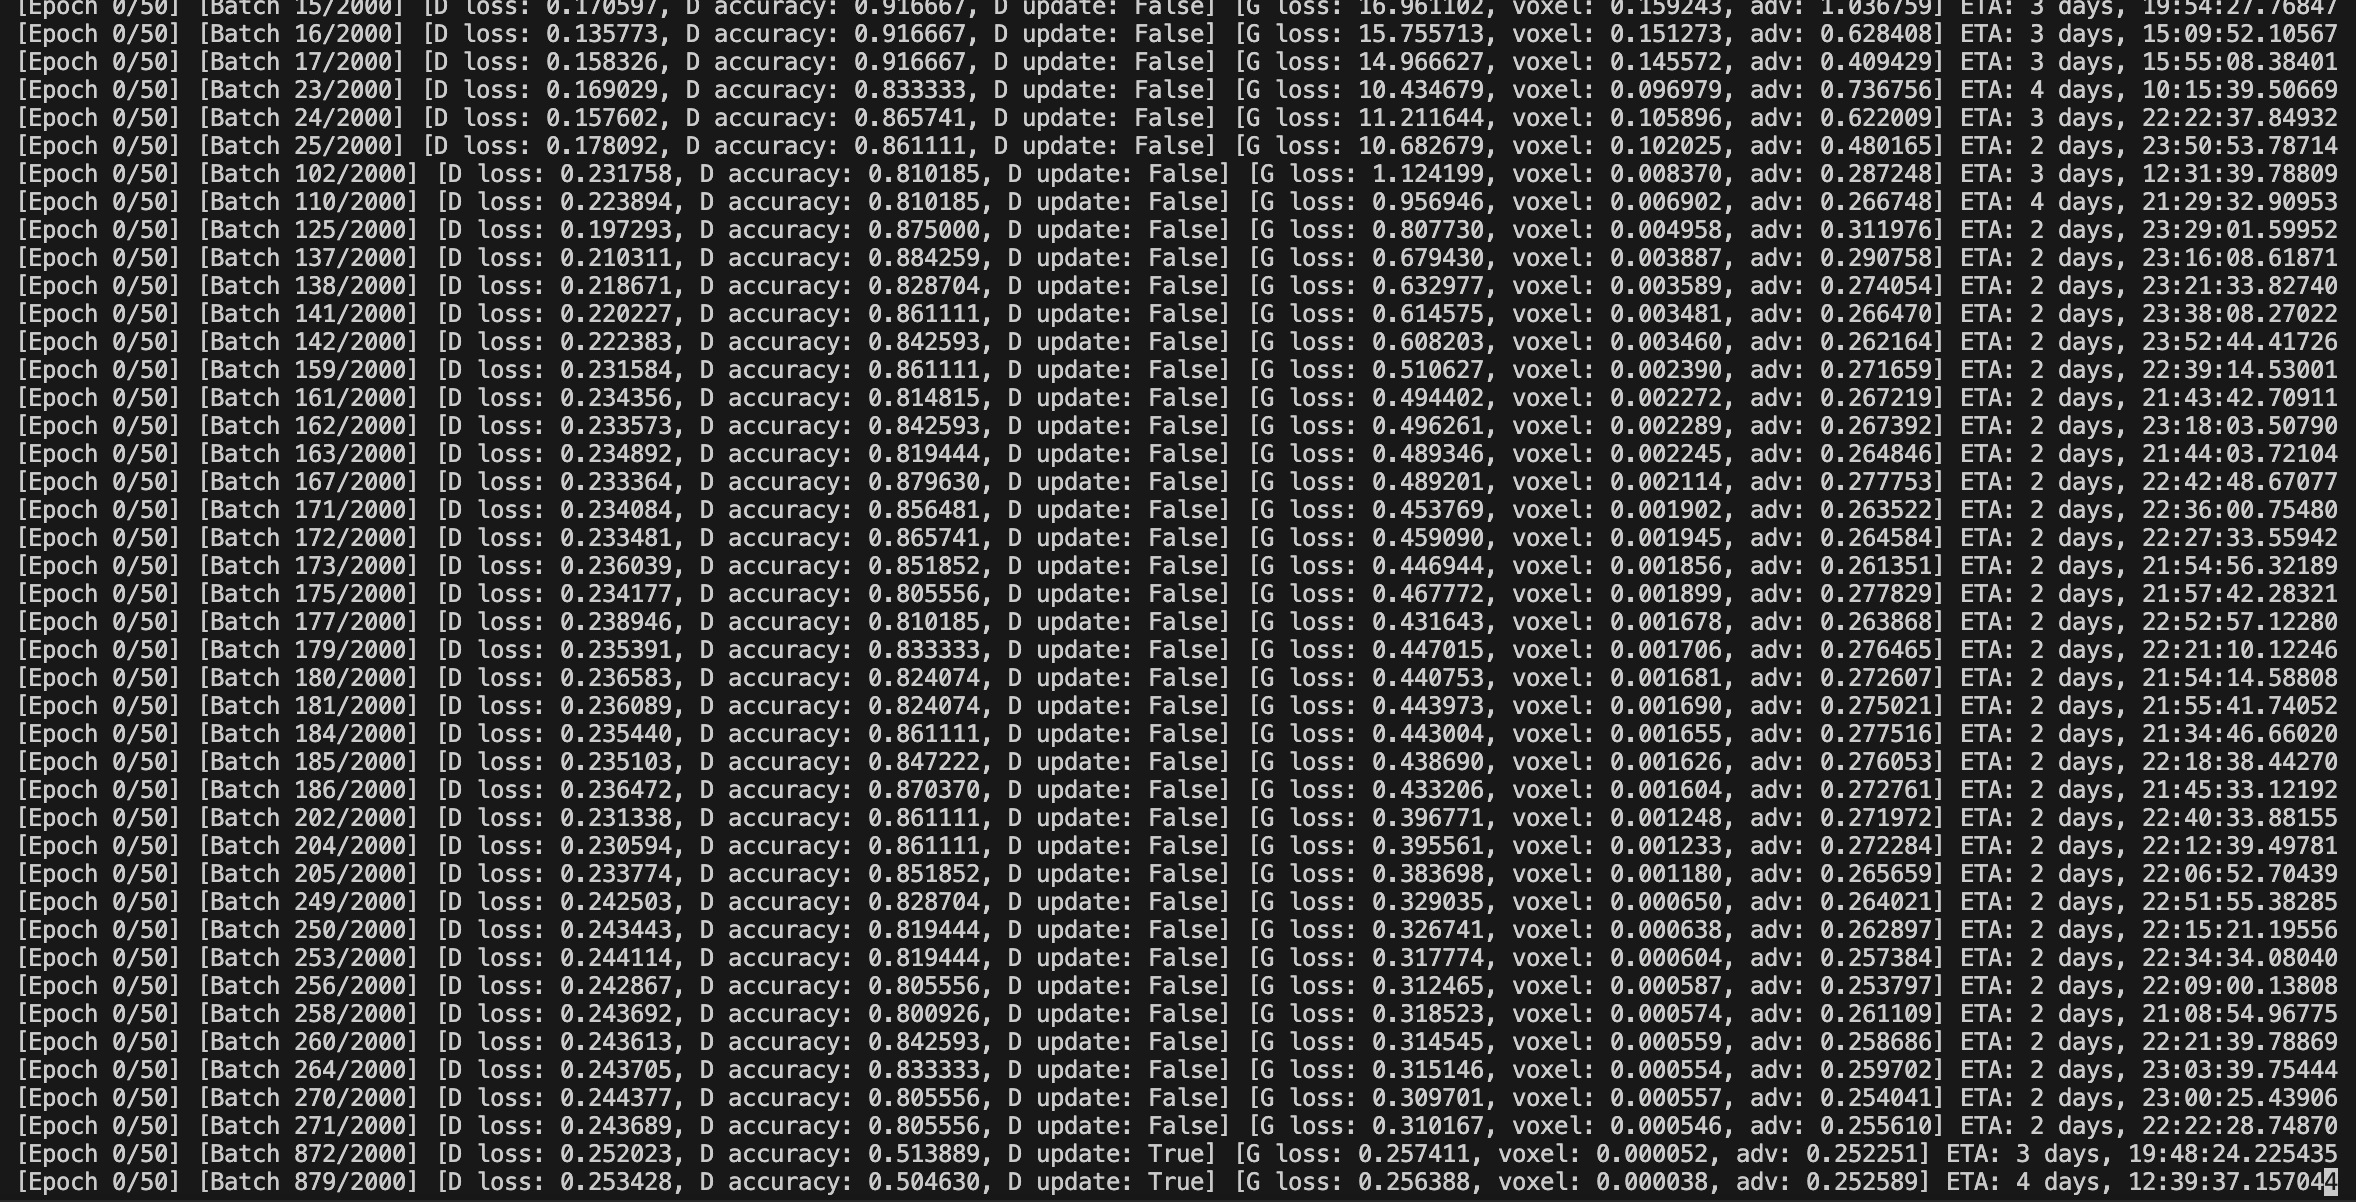 [Epoch 0/50] [Batch 15/2000] [D loss: 0.170597, D accuracy: 0.916667, D update: False] [G loss: 16.961102, voxel: 0.159243, adv: 1.036759] ETA: 3 days, 19:54:27.76847
[Epoch 0/50] [Batch 16/2000] [D loss: 0.135773, D accuracy: 0.916667, D update: False] [G loss: 15.755713, voxel: 0.151273, adv: 0.628408] ETA: 3 days, 15:09:52.10567
[Epoch 0/50] [Batch 17/2000] [D loss: 0.158326, D accuracy: 0.916667, D update: False] [G loss: 14.966627, voxel: 0.145572, adv: 0.409429] ETA: 3 days, 15:55:08.38401
[Epoch 0/50] [Batch 23/2000] [D loss: 0.169029, D accuracy: 0.833333, D update: False] [G loss: 10.434679, voxel: 0.096979, adv: 0.736756] ETA: 4 days, 10:15:39.50669
[Epoch 0/50] [Batch 24/2000] [D loss: 0.157602, D accuracy: 0.865741, D update: False] [G loss: 11.211644, voxel: 0.105896, adv: 0.622009] ETA: 3 days, 22:22:37.84932
[Epoch 0/50] [Batch 25/2000] [D loss: 0.178092, D accuracy: 0.861111, D update: False] [G loss: 10.682679, voxel: 0.102025, adv: 0.480165] ETA: 2 days, 23:50:53.78714
[Epoch 0/50] [Batch 102/2000] [D loss: 0.231758, D accuracy: 0.810185, D update: False] [G loss: 1.124199, voxel: 0.008370, adv: 0.287248] ETA: 3 days, 12:31:39.78809
[Epoch 0/50] [Batch 110/2000] [D loss: 0.223894, D accuracy: 0.810185, D update: False] [G loss: 0.956946, voxel: 0.006902, adv: 0.266748] ETA: 4 days, 21:29:32.90953
[Epoch 0/50] [Batch 125/2000] [D loss: 0.197293, D accuracy: 0.875000, D update: False] [G loss: 0.807730, voxel: 0.004958, adv: 0.311976] ETA: 2 days, 23:29:01.59952
[Epoch 0/50] [Batch 137/2000] [D loss: 0.210311, D accuracy: 0.884259, D update: False] [G loss: 0.679430, voxel: 0.003887, adv: 0.290758] ETA: 2 days, 23:16:08.61871
[Epoch 0/50] [Batch 138/2000] [D loss: 0.218671, D accuracy: 0.828704, D update: False] [G loss: 0.632977, voxel: 0.003589, adv: 0.274054] ETA: 2 days, 23:21:33.82740
[Epoch 0/50] [Batch 141/2000] [D loss: 0.220227, D accuracy: 0.861111, D update: False] [G loss: 0.614575, voxel: 0.003481, adv: 0.266470] ETA: 2 days, 23:38:08.27022
[Epoch 0/50] [Batch 142/2000] [D loss: 0.222383, D accuracy: 0.842593, D update: False] [G loss: 0.608203, voxel: 0.003460, adv: 0.262164] ETA: 2 days, 23:52:44.41726
[Epoch 0/50] [Batch 159/2000] [D loss: 0.231584, D accuracy: 0.861111, D update: False] [G loss: 0.510627, voxel: 0.002390, adv: 0.271659] ETA: 2 days, 22:39:14.53001
[Epoch 0/50] [Batch 161/2000] [D loss: 0.234356, D accuracy: 0.814815, D update: False] [G loss: 0.494402, voxel: 0.002272, adv: 0.267219] ETA: 2 days, 21:43:42.70911
[Epoch 0/50] [Batch 162/2000] [D loss: 0.233573, D accuracy: 0.842593, D update: False] [G loss: 0.496261, voxel: 0.002289, adv: 0.267392] ETA: 2 days, 23:18:03.50790
[Epoch 0/50] [Batch 163/2000] [D loss: 0.234892, D accuracy: 0.819444, D update: False] [G loss: 0.489346, voxel: 0.002245, adv: 0.264846] ETA: 2 days, 21:44:03.72104
[Epoch 0/50] [Batch 167/2000] [D loss: 0.233364, D accuracy: 0.879630, D update: False] [G loss: 0.489201, voxel: 0.002114, adv: 0.277753] ETA: 2 days, 22:42:48.67077
[Epoch 0/50] [Batch 171/2000] [D loss: 0.234084, D accuracy: 0.856481, D update: False] [G loss: 0.453769, voxel: 0.001902, adv: 0.263522] ETA: 2 days, 22:36:00.75480
[Epoch 0/50] [Batch 172/2000] [D loss: 0.233481, D accuracy: 0.865741, D update: False] [G loss: 0.459090, voxel: 0.001945, adv: 0.264584] ETA: 2 days, 22:27:33.55942
[Epoch 0/50] [Batch 173/2000] [D loss: 0.236039, D accuracy: 0.851852, D update: False] [G loss: 0.446944, voxel: 0.001856, adv: 0.261351] ETA: 2 days, 21:54:56.32189
[Epoch 0/50] [Batch 175/2000] [D loss: 0.234177, D accuracy: 0.805556, D update: False] [G loss: 0.467772, voxel: 0.001899, adv: 0.277829] ETA: 2 days, 21:57:42.28321
[Epoch 0/50] [Batch 177/2000] [D loss: 0.238946, D accuracy: 0.810185, D update: False] [G loss: 0.431643, voxel: 0.001678, adv: 0.263868] ETA: 2 days, 22:52:57.12280
[Epoch 0/50] [Batch 179/2000] [D loss: 0.235391, D accuracy: 0.833333, D update: False] [G loss: 0.447015, voxel: 0.001706, adv: 0.276465] ETA: 2 days, 22:21:10.12246
[Epoch 0/50] [Batch 180/2000] [D loss: 0.236583, D accuracy: 0.824074, D update: False] [G loss: 0.440753, voxel: 0.001681, adv: 0.272607] ETA: 2 days, 21:54:14.58808
[Epoch 0/50] [Batch 181/2000] [D loss: 0.236089, D accuracy: 0.824074, D update: False] [G loss: 0.443973, voxel: 0.001690, adv: 0.275021] ETA: 2 days, 21:55:41.74052
[Epoch 0/50] [Batch 184/2000] [D loss: 0.235440, D accuracy: 0.861111, D update: False] [G loss: 0.443004, voxel: 0.001655, adv: 0.277516] ETA: 2 days, 21:34:46.66020
[Epoch 0/50] [Batch 185/2000] [D loss: 0.235103, D accuracy: 0.847222, D update: False] [G loss: 0.438690, voxel: 0.001626, adv: 0.276053] ETA: 2 days, 22:18:38.44270
[Epoch 0/50] [Batch 186/2000] [D loss: 0.236472, D accuracy: 0.870370, D update: False] [G loss: 0.433206, voxel: 0.001604, adv: 0.272761] ETA: 2 days, 21:45:33.12192
[Epoch 0/50] [Batch 202/2000] [D loss: 0.231338, D accuracy: 0.861111, D update: False] [G loss: 0.396771, voxel: 0.001248, adv: 0.271972] ETA: 2 days, 22:40:33.88155
[Epoch 0/50] [Batch 204/2000] [D loss: 0.230594, D accuracy: 0.861111, D update: False] [G loss: 0.395561, voxel: 0.001233, adv: 0.272284] ETA: 2 days, 22:12:39.49781
[Epoch 0/50] [Batch 205/2000] [D loss: 0.233774, D accuracy: 0.851852, D update: False] [G loss: 0.383698, voxel: 0.001180, adv: 0.265659] ETA: 2 days, 22:06:52.70439
[Epoch 0/50] [Batch 249/2000] [D loss: 0.242503, D accuracy: 0.828704, D update: False] [G loss: 0.329035, voxel: 0.000650, adv: 0.264021] ETA: 2 days, 22:51:55.38285
[Epoch 0/50] [Batch 250/2000] [D loss: 0.243443, D accuracy: 0.819444, D update: False] [G loss: 0.326741, voxel: 0.000638, adv: 0.262897] ETA: 2 days, 22:15:21.19556
[Epoch 0/50] [Batch 253/2000] [D loss: 0.244114, D accuracy: 0.819444, D update: False] [G loss: 0.317774, voxel: 0.000604, adv: 0.257384] ETA: 2 days, 22:34:34.08040
[Epoch 0/50] [Batch 256/2000] [D loss: 0.242867, D accuracy: 0.805556, D update: False] [G loss: 0.312465, voxel: 0.000587, adv: 0.253797] ETA: 2 days, 22:09:00.13808
[Epoch 0/50] [Batch 258/2000] [D loss: 0.243692, D accuracy: 0.800926, D update: False] [G loss: 0.318523, voxel: 0.000574, adv: 0.261109] ETA: 2 days, 21:08:54.96775
[Epoch 0/50] [Batch 260/2000] [D loss: 0.243613, D accuracy: 0.842593, D update: False] [G loss: 0.314545, voxel: 0.000559, adv: 0.258686] ETA: 2 days, 22:21:39.78869
[Epoch 0/50] [Batch 264/2000] [D loss: 0.243705, D accuracy: 0.833333, D update: False] [G loss: 0.315146, voxel: 0.000554, adv: 0.259702] ETA: 2 days, 23:03:39.75444
[Epoch 0/50] [Batch 270/2000] [D loss: 0.244377, D accuracy: 0.805556, D update: False] [G loss: 0.309701, voxel: 0.000557, adv: 0.254041] ETA: 2 days, 23:00:25.43906
[Epoch 0/50] [Batch 271/2000] [D loss: 0.243689, D accuracy: 0.805556, D update: False] [G loss: 0.310167, voxel: 0.000546, adv: 0.255610] ETA: 2 days, 22:22:28.74870
[Epoch 0/50] [Batch 872/2000] [D loss: 0.252023, D accuracy: 0.513889, D update: True] [G loss: 0.257411, voxel: 0.000052, adv: 0.252251] ETA: 3 days, 19:48:24.225435
[Epoch 0/50] [Batch 879/2000] [D loss: 0.253428, D accuracy: 0.504630, D update: True] [G loss: 0.256388, voxel: 0.000038, adv: 0.252589] ETA: 4 days, 12:39:37.157044